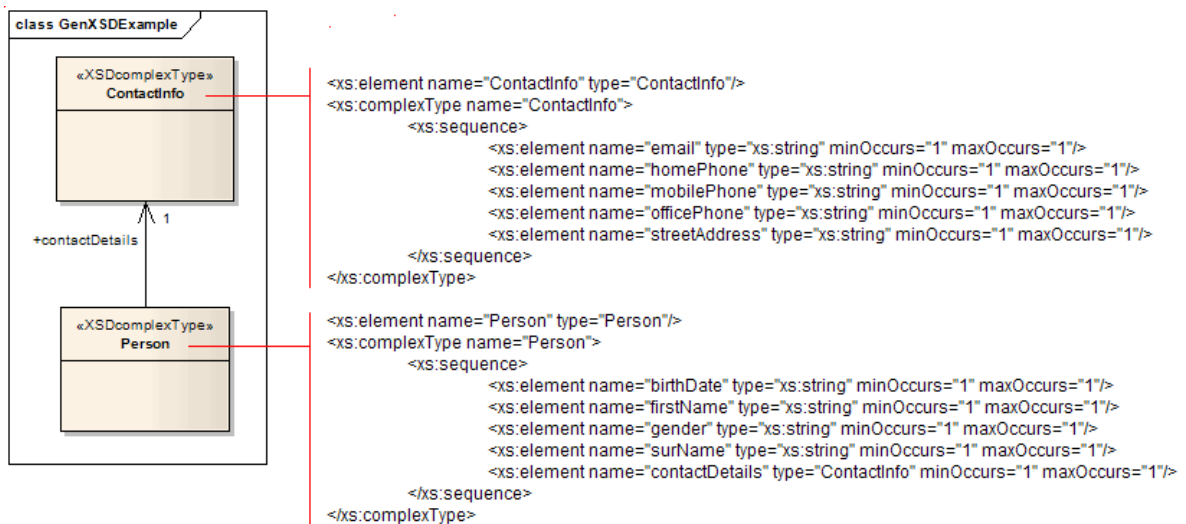 class GenXSDExample
«XSDcomplexType»
ContactInfo
1
+contactDetails
«XSDcomplexType»
Person
<xs:element name="ContactInfo" type="ContactInfo"/>
<xs:complexType name="ContactInfo">
<xs:sequence>
<xs:element name="email" type="xs:string" minOccurs="1" maxOccurs="1"/>
<xs:element name="homePhone" type="xs:string" minOccurs="1" maxOccurs="1"/>
<xs:element name="mobilePhone" type="xs:string" minOccurs="1" maxOccurs="1"/>
<xs:element name="officePhone" type="xs:string" minOccurs="1" maxOccurs="1"/>
<xs:element name="streetAddress" type="xs:string" minOccurs="1" maxOccurs="1"/>
</xs:sequence>
</xs:complexType>
<xs:element name="Person" type="Person"/>
<xs:complexType name="Person">
<xs:sequence>
<xs:element name="birthDate" type="xs:string" minOccurs="1" maxOccurs="1"/>
<xs:element name="firstName" type="xs:string" minOccurs="1" maxOccurs="1"/>
<xs:element name="gender" type="xs:string" minOccurs="1" maxOccurs="1"/>
<xs:element name="surName" type="xs:string" minOccurs="1" maxOccurs="1"/>
<xs:element name="contactDetails" type="ContactInfo" minOccurs="1" maxOccurs="1"/>
</xs:sequence>
</xs:complexType>